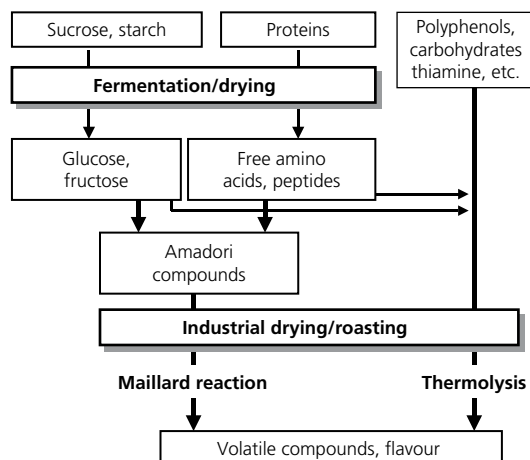 Sucrose, starch
Proteins
Polyphenols,
carbohydrates
thiamine, etc.
Fermentation/drying
Glucose,
fructose
Free amino
acids, peptides
Amadori
compounds
Industrial drying/roasting
Maillard reaction
Thermolysis
Volatile compounds, flavour